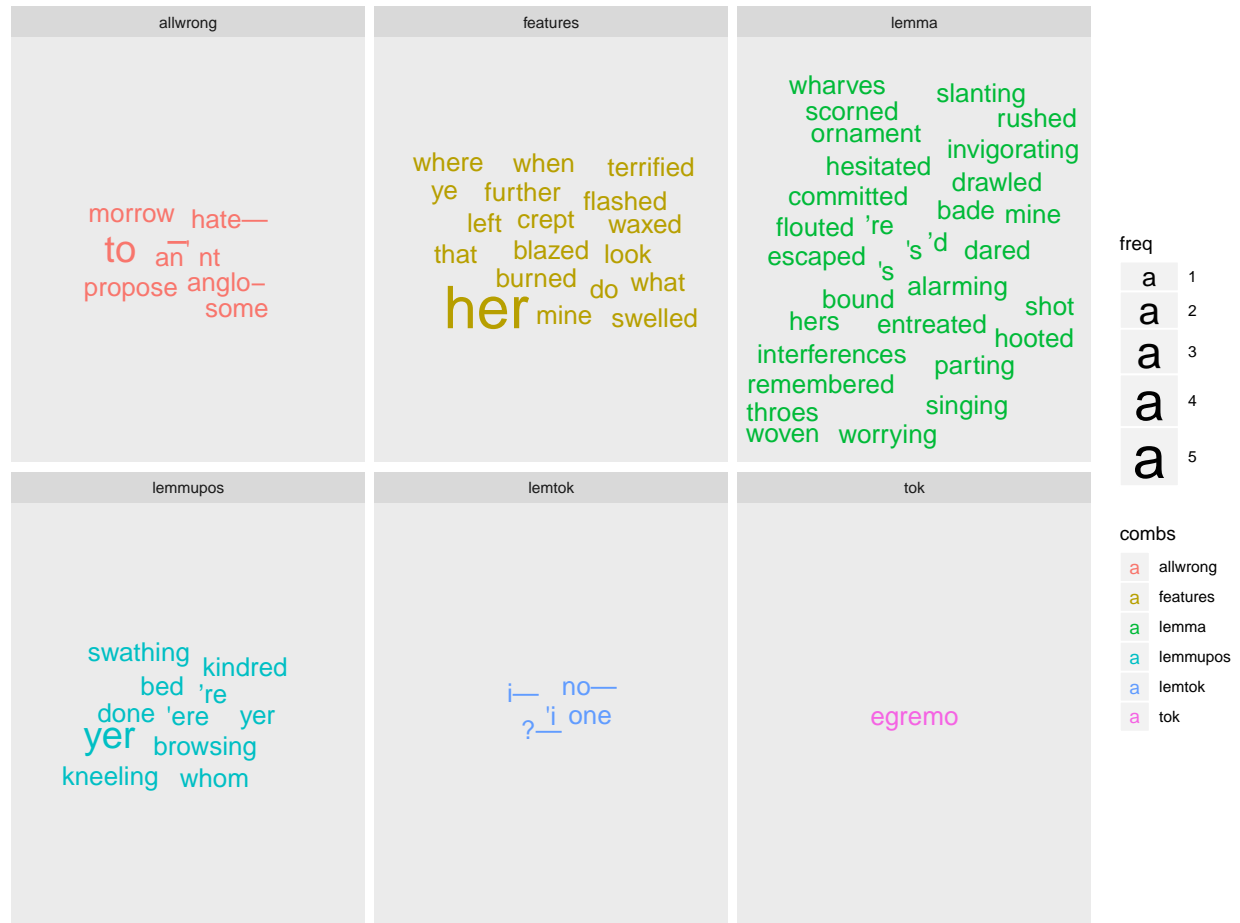 allwrong
morrow hate—
to —' an nt
propose anglo–
some
features
where when terrified
ye further flashed
left crept waxed
that blazed look
burned do what
her mine swelled
lemma
wharves slanting
scorned rushed
ornament invigorating
hesitated drawled
committed bade mine
flouted 're 's ’d dared
escaped 's alarming
bound shot
hers entreated hooted
interferences parting
remembered singing
throes
woven worrying
lemmupos
swathing kindred
bed ’re
done 'ere yer
yer browsing
kneeling whom
lemtok
i— no—
'i one
?—
tok
egremo
freq
a 1
a 2
a 3
a 4
a 5
combs
a allwrong
a features
a lemma
a lemmupos
a lemtok
a tok